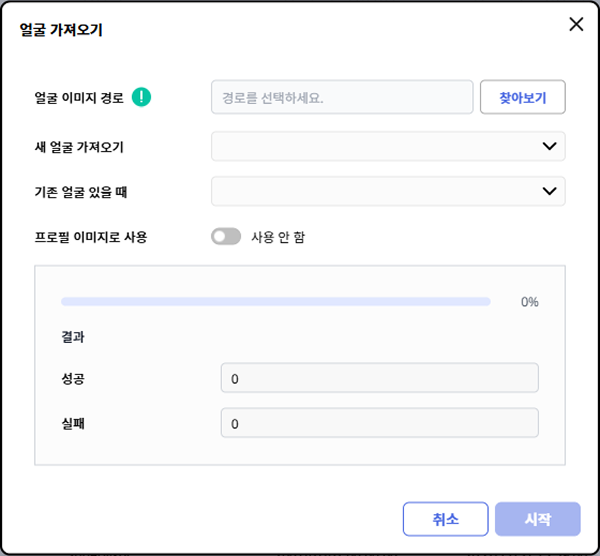 얼굴 가져오기
얼굴 이미지 경로 ! 경로를 선택하세요. 찾아보기
새 얼굴 가져오기
기존 얼굴 있을 때
프로필 이미지로 사용 사용 안 함
0%
결과
성공 0
실패 0
취소 시작